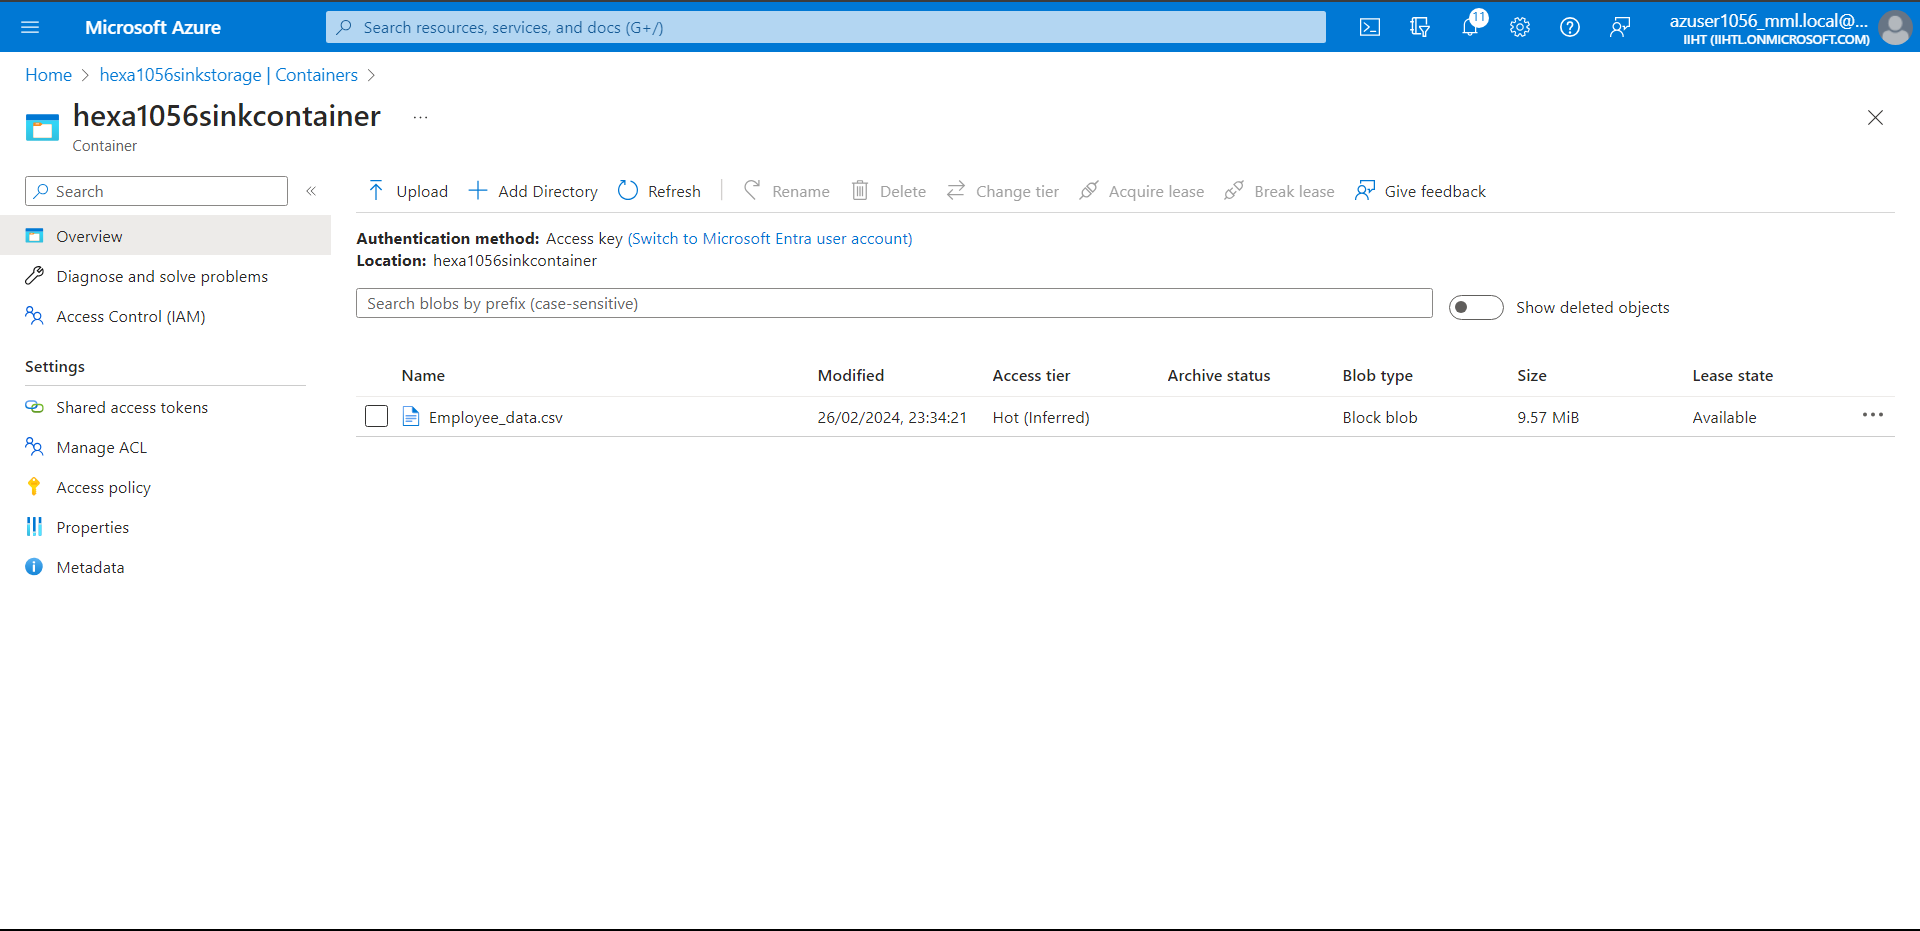 Microsoft Azure
Search resources, services, and docs (G+/)
11
azuser1056_mml.local@...
IIHT (IIHTL.ONMICROSOFT.COM)
Home > hexa1056sinkstorage | Containers >
hexa1056sinkcontainer ...
Container
Search «
Upload Add Directory Refresh Rename Delete Change tier Acquire lease Break lease Give feedback
Overview
Diagnose and solve problems
Access Control (IAM)
Settings
Shared access tokens
Manage ACL
Access policy
Properties
Metadata
Authentication method: Access key (Switch to Microsoft Entra user account)
Location: hexa1056sinkcontainer
Search blobs by prefix (case-sensitive)
Show deleted objects
Name Modified Access tier Archive status Blob type Size Lease state
Employee_data.csv 26/02/2024, 23:34:21 Hot (Inferred) Block blob 9.57 MiB Available ...